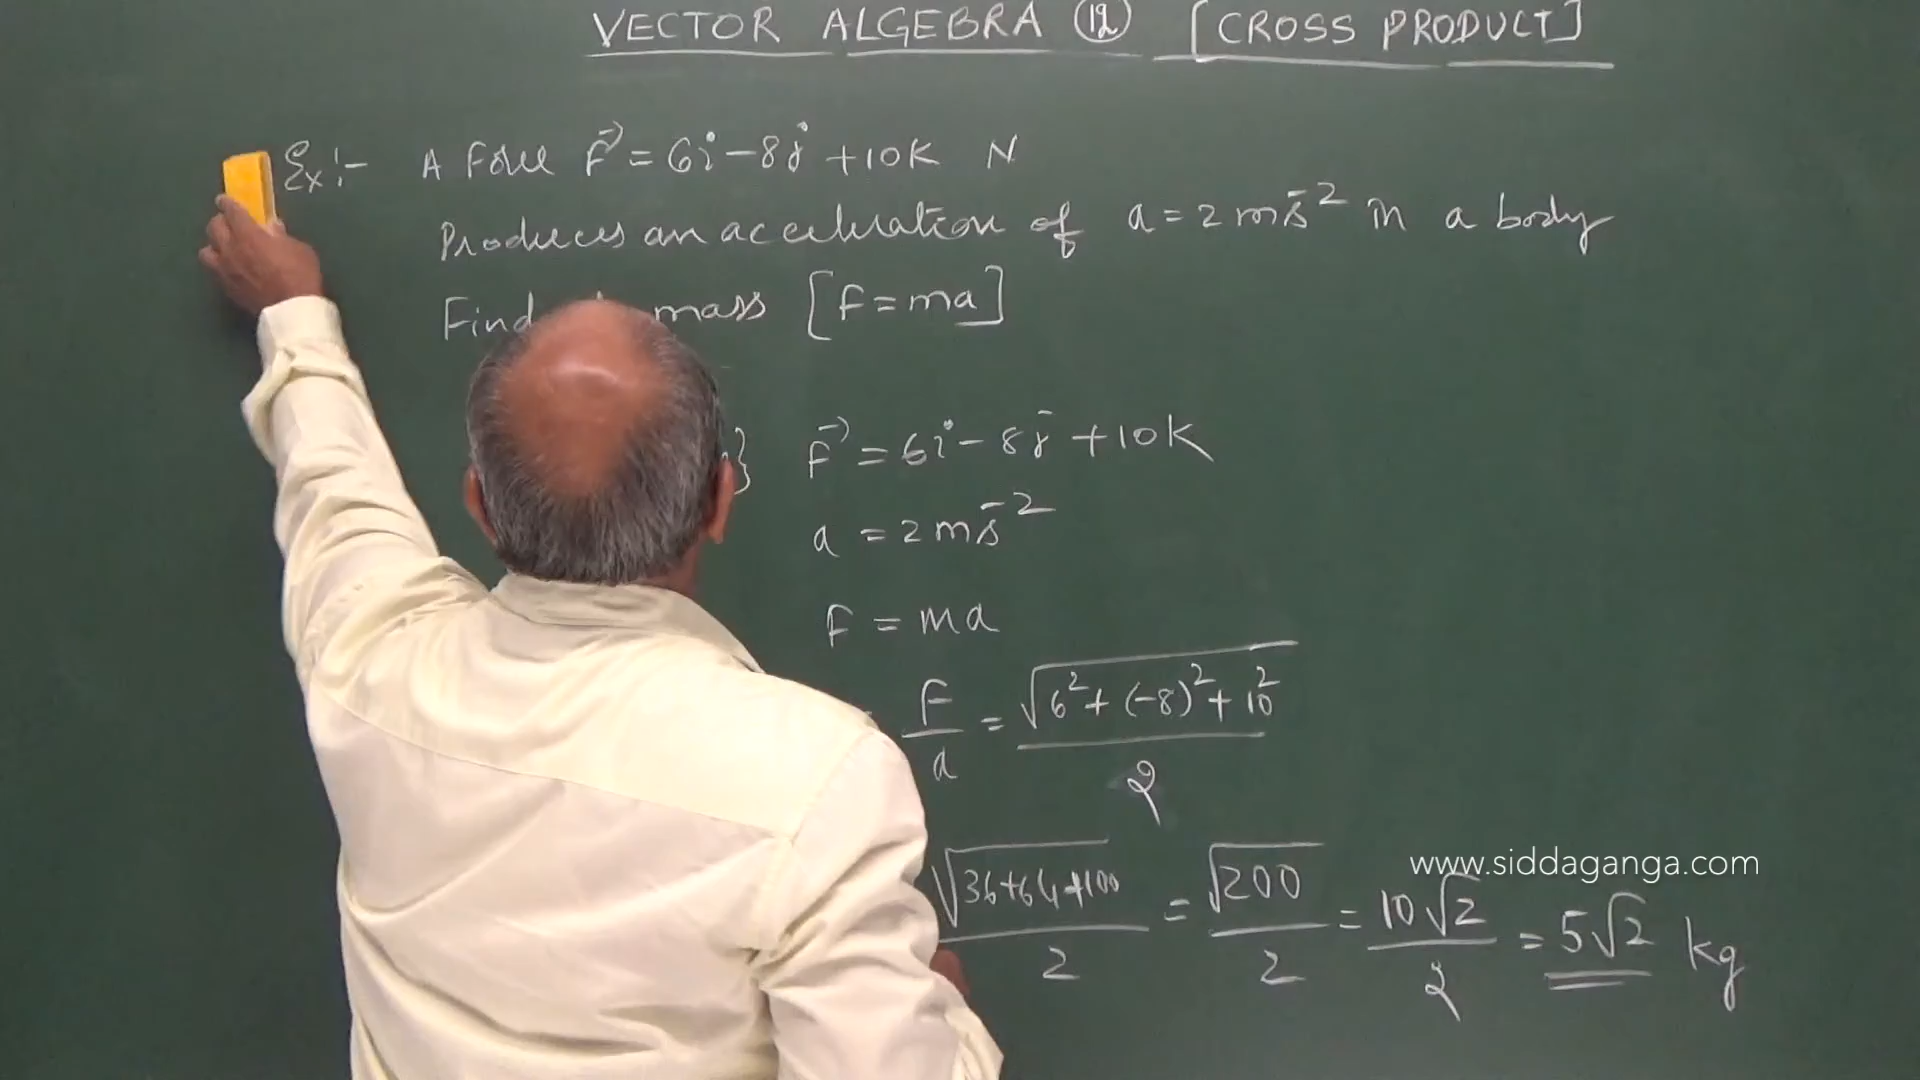 VECTOR ALGEBRA ⑫ [CROSS PRODUCT]
Ex:- A Force F⃗ = 6i - 8j + 10k N
Produces an acceleration of a = 2 ms⁻² in a body
Find mass [F = ma]
} F⃗ = 6i - 8j + 10k
a = 2 ms⁻²
F = ma
F/a = √(6² + (-8)² + 10²)/2
√(36+64+100)/2 = √200/2 = 10√2/2 = 5√2 kg
www.siddaganga.com